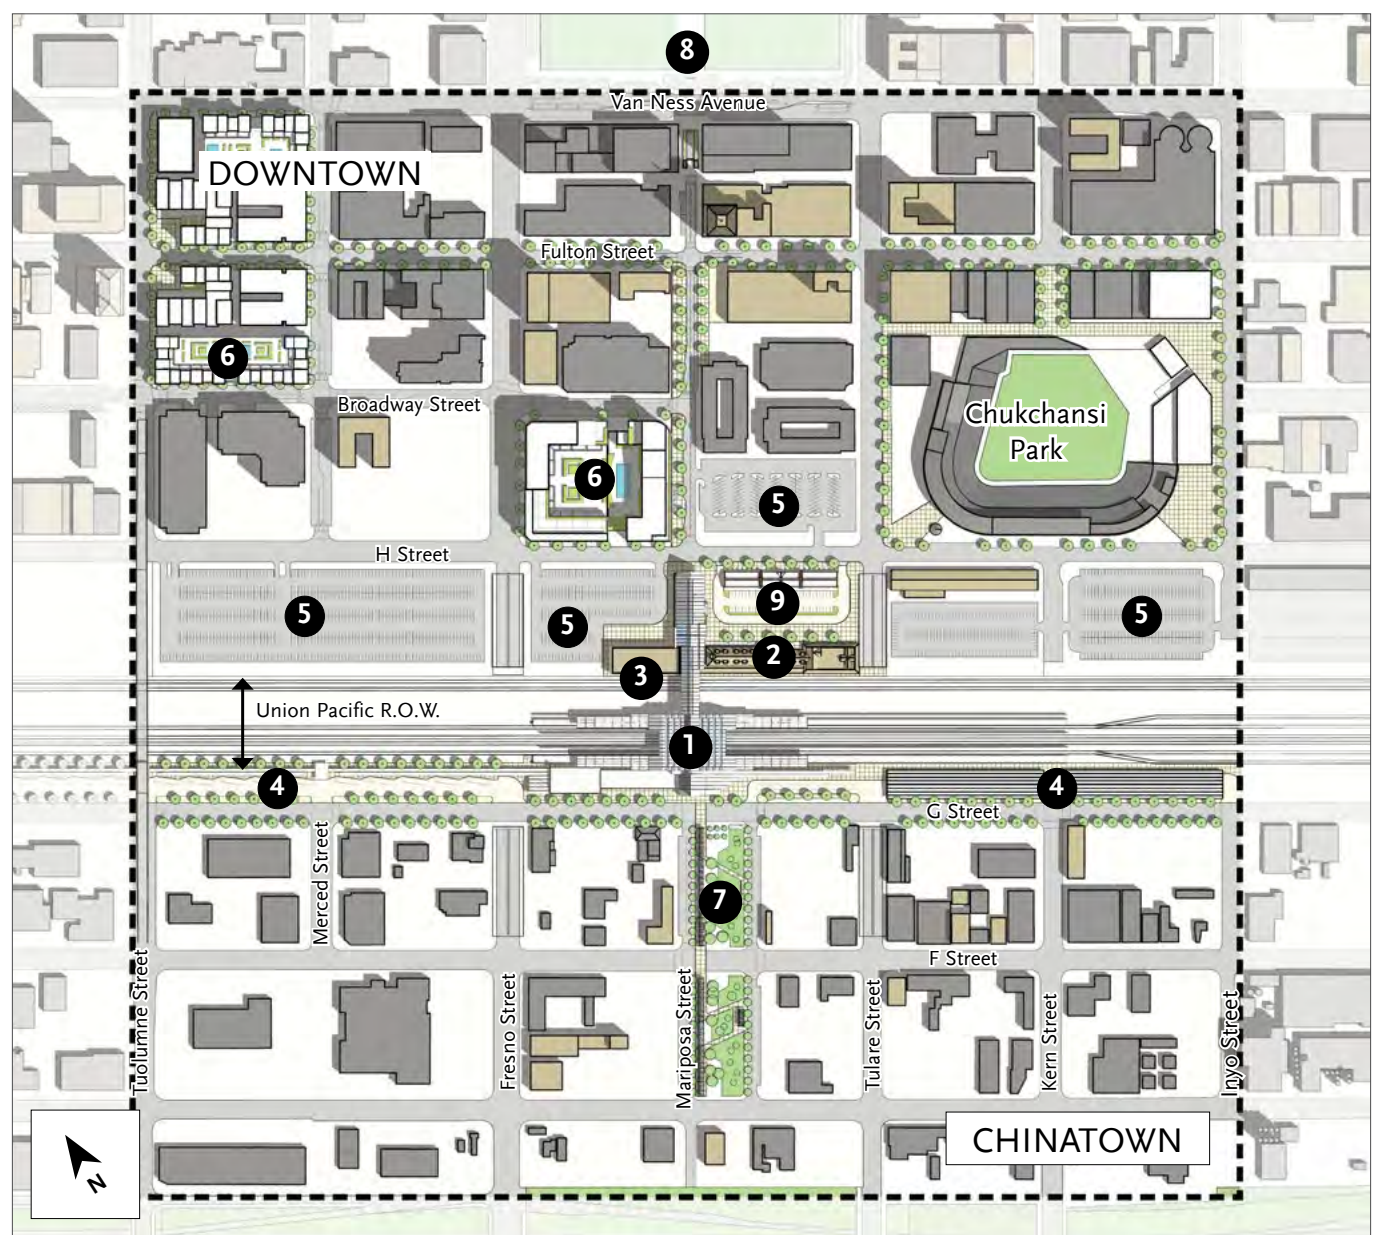 8
Van Ness Avenue
DOWNTOWN
Fulton Street
6
Broadway Street
Chukchansi
Park
6
5
H Street
5
5
9
5
2
3
Union Pacific R.O.W.
1
4
4
G Street
Merced Street
7
F Street
Tuolumne Street
Fresno Street
Mariposa Street
Tulare Street
Kern Street
Inyo Street
CHINATOWN
N